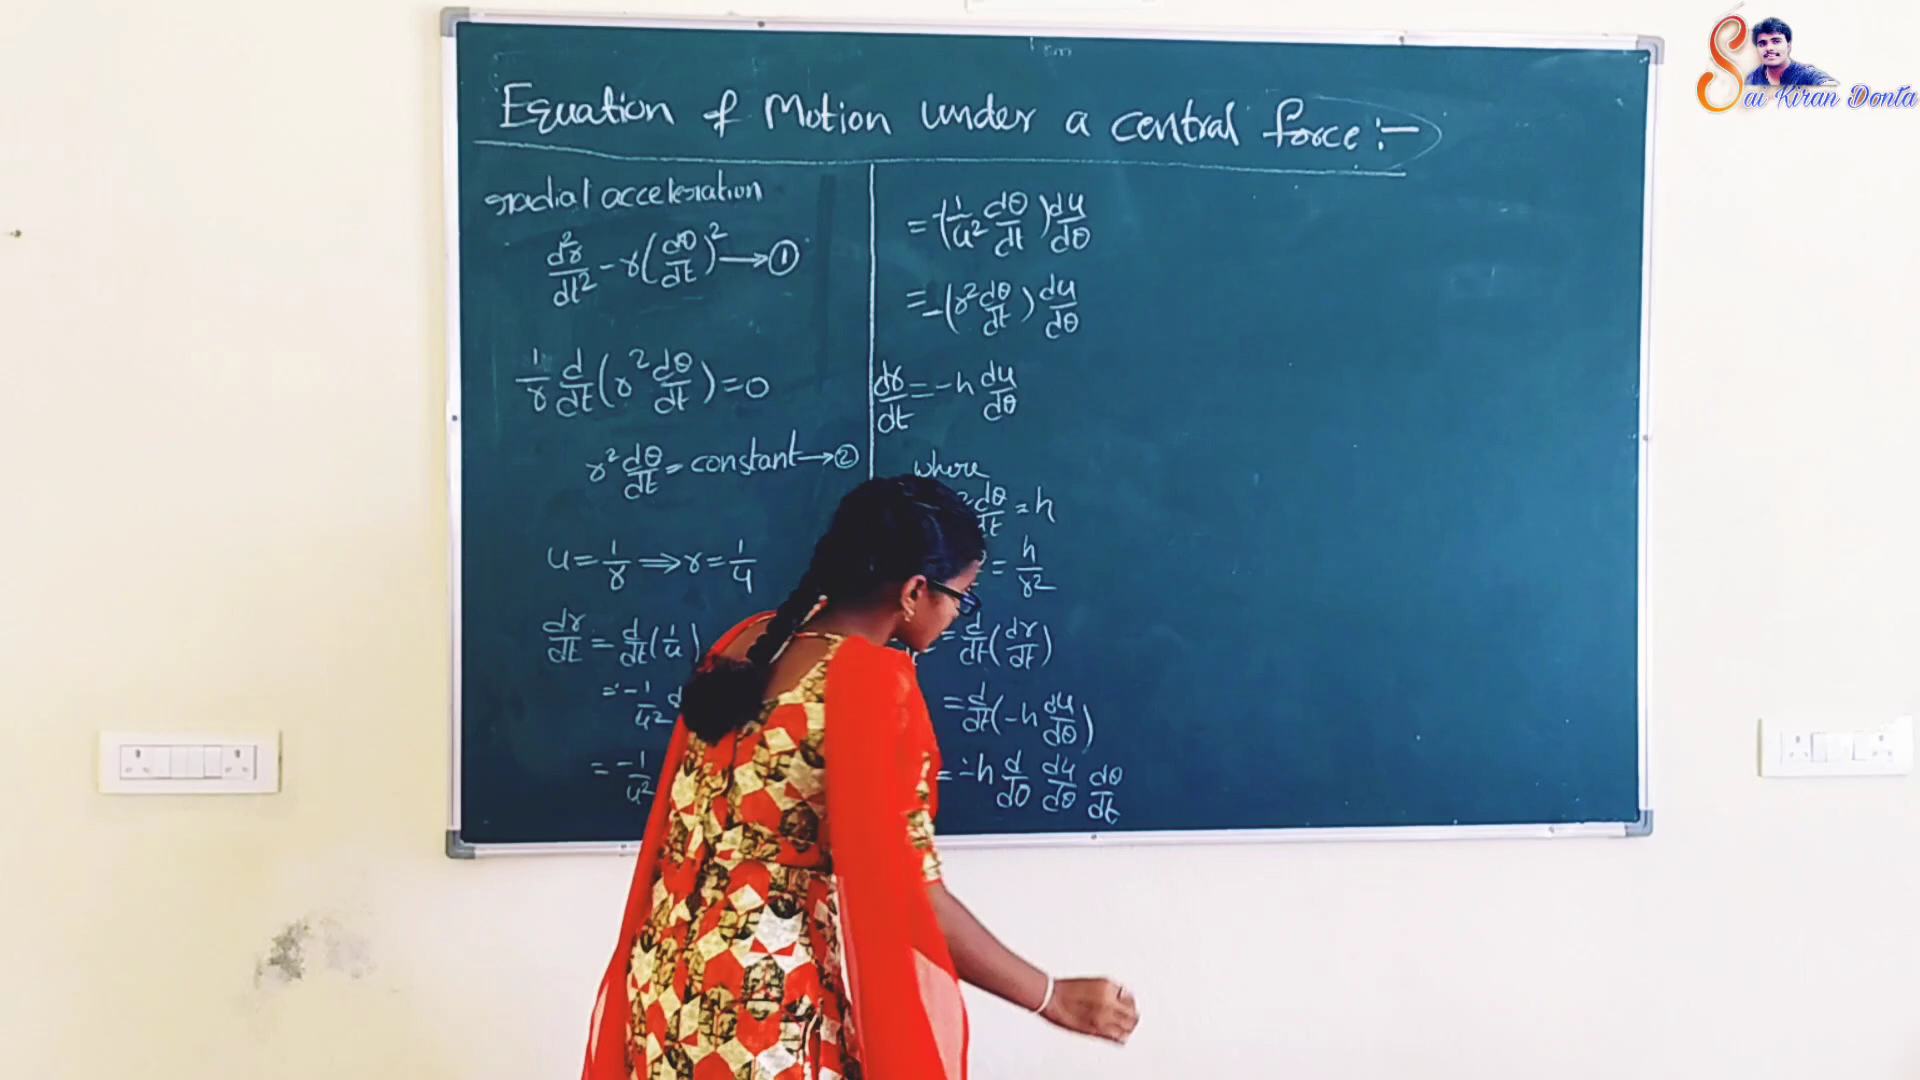 Equation of Motion under a central force :-
radial acceleration
d²r/dt² - r(dθ/dt)² → ①
1/r d/dt (r² dθ/dt) = 0
r² dθ/dt = constant → ②
u = 1/r ⇒ r = 1/u
dr/dt = d/dt (1/u)
= -1/u² d
= -1/u²
= -(1/u² dθ/dt) du/dθ
= -(r² dθ/dt) du/dθ
dr/dt = -h du/dθ
where
² dθ/dt = h
= h/r²
= d/dt (dr/dt)
= d/dt (-h du/dθ)
= -h d/dθ du/dθ dθ/dt
Sai Kiran Donta